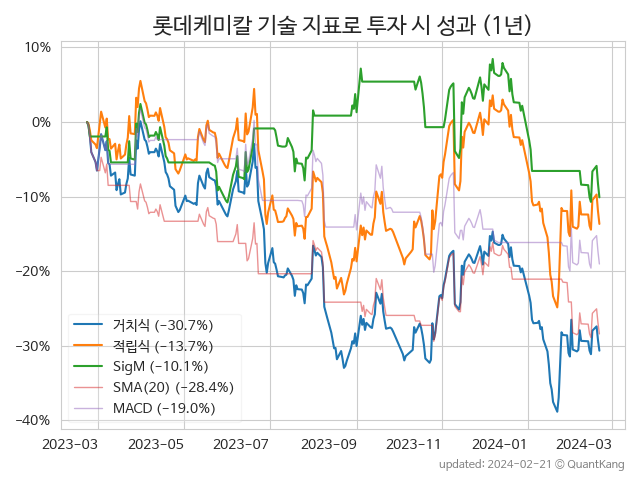 롯데케미칼 기술 지표로 투자 시 성과 (1년)
10%
0%
−10%
−20%
−30%
−40%
거치식 (−30.7%)
적립식 (−13.7%)
SigM (−10.1%)
SMA(20) (−28.4%)
MACD (−19.0%)
2023-03 2023-05 2023-07 2023-09 2023-11 2024-01 2024-03
updated: 2024-02-21 © QuantKang